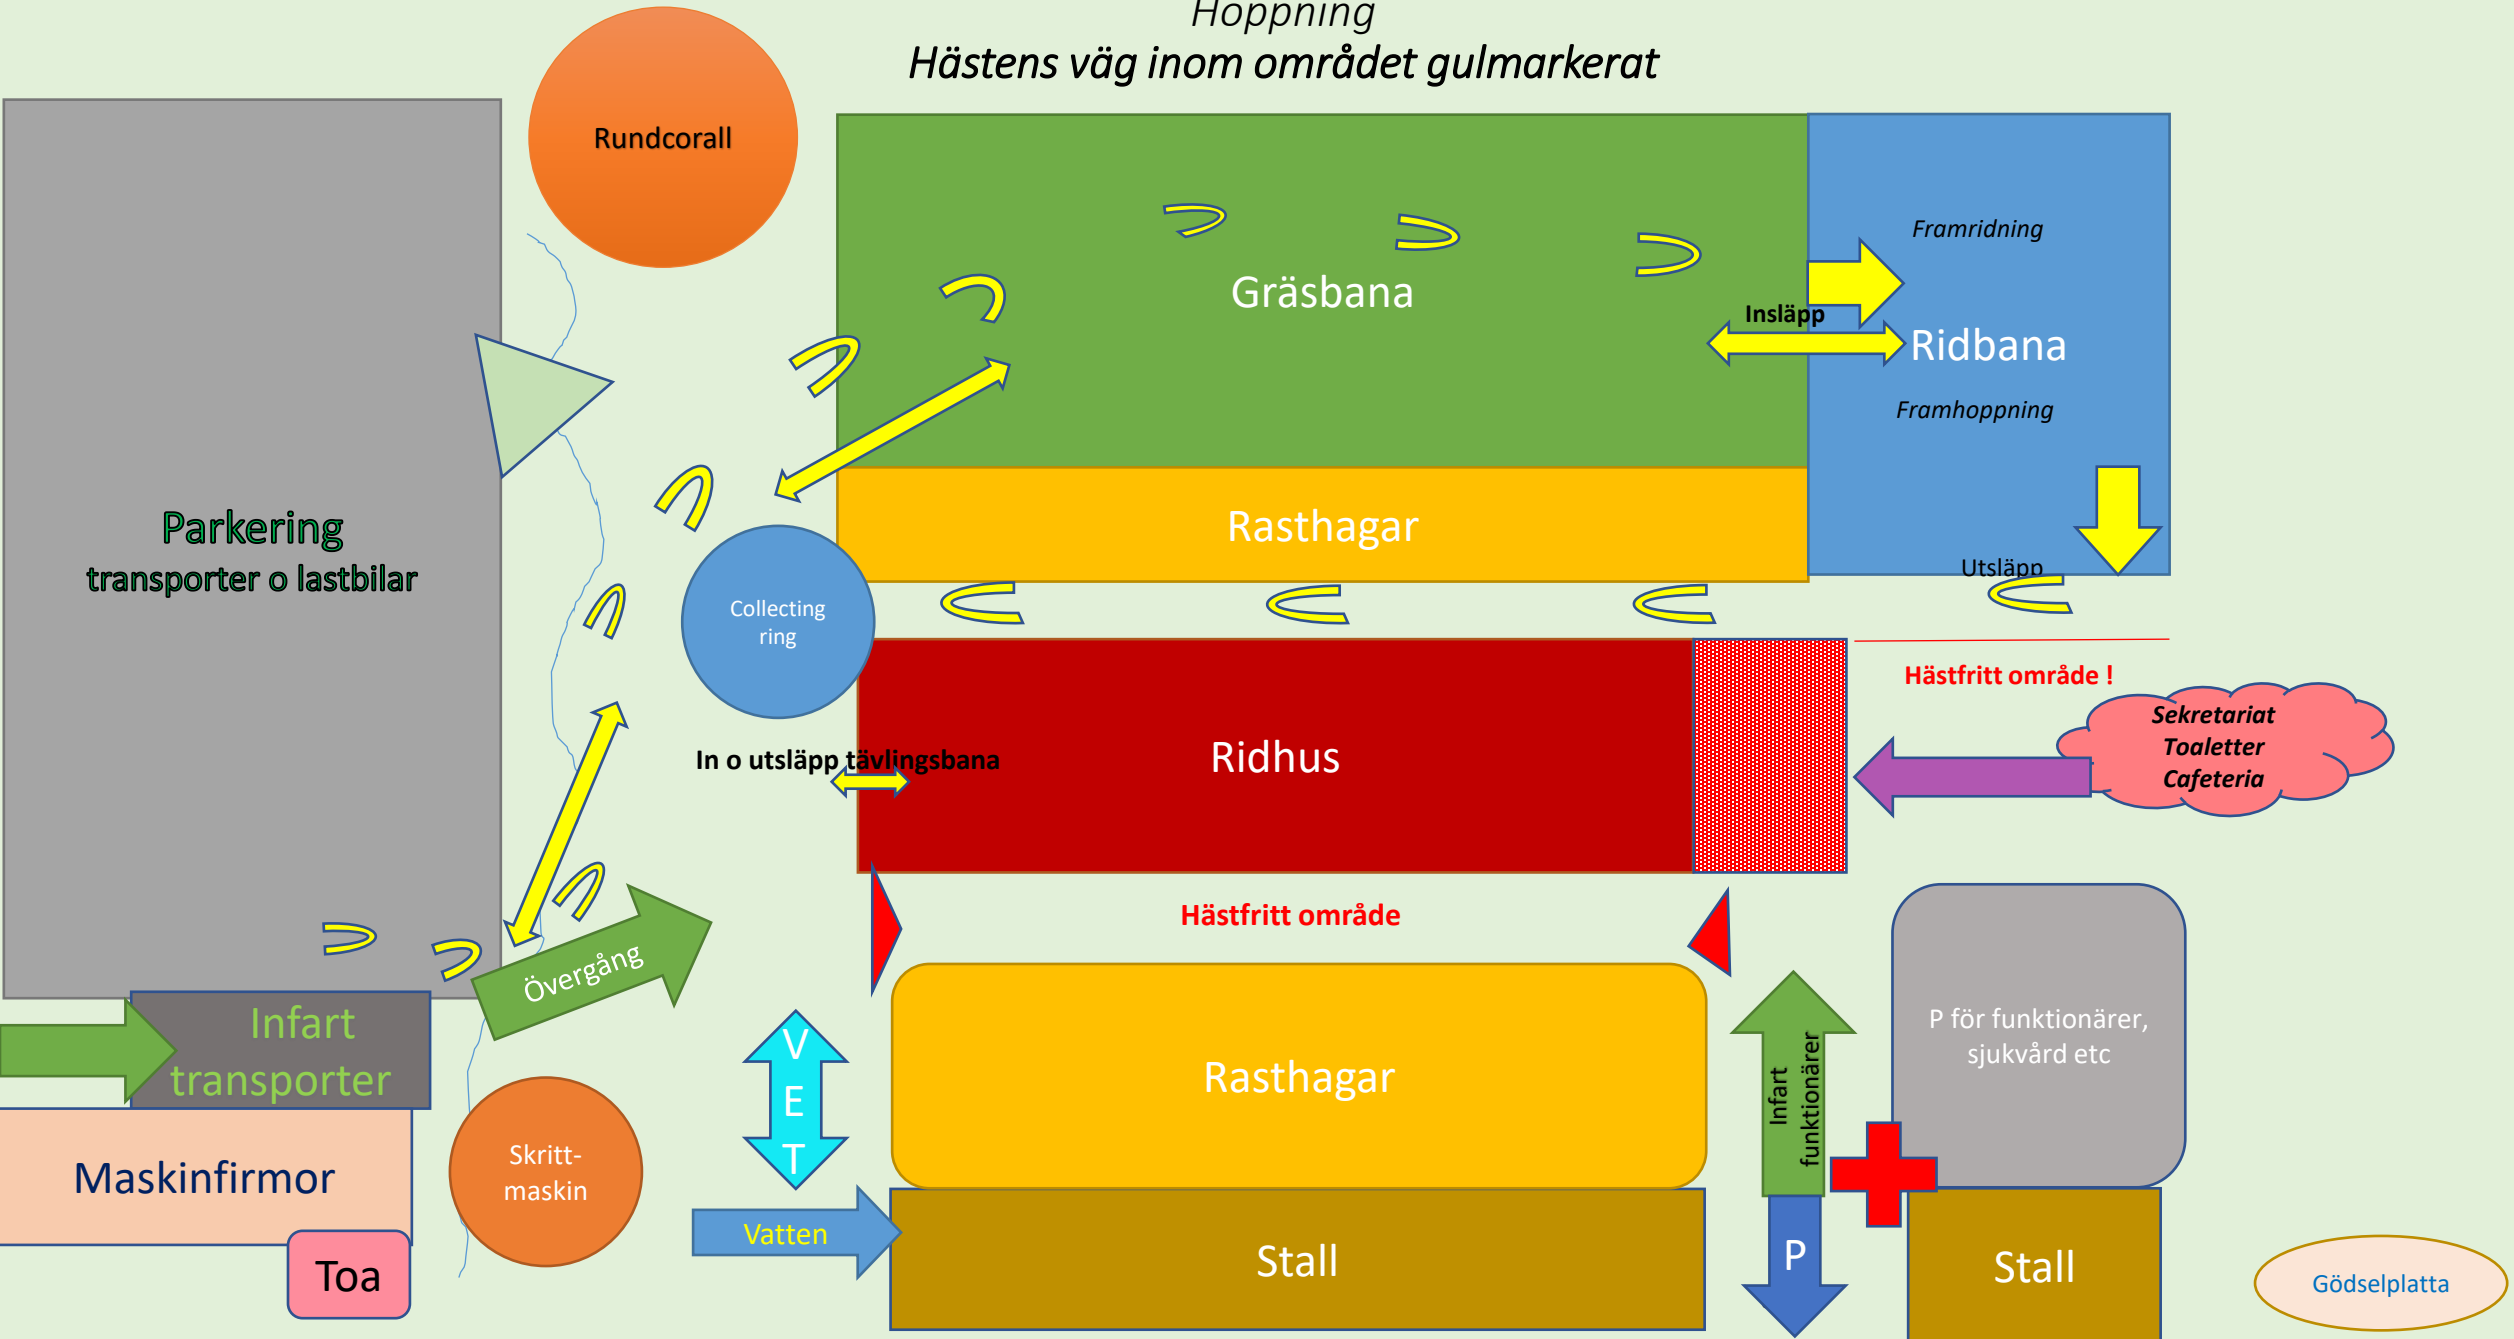 Hoppning
Hästens väg inom området gulmarkerat
Rundcorall
Framridning
Gräsbana
Insläpp
Ridbana
Framhoppning
Parkering
transporter o lastbilar
Rasthagar
Utsläpp
Collecting
ring
Hästfritt område !
Sekretariat
Toaletter
Cafeteria
In o utsläpp tävlingsbana
Ridhus
Hästfritt område
Övergång
Infart
transporter
V
E
T
Rasthagar
Infart
funktionärer
P för funktionärer,
sjukvård etc
Maskinfirmor
Skritt-
maskin
Vatten
Stall
P
Stall
Toa
Gödselplatta